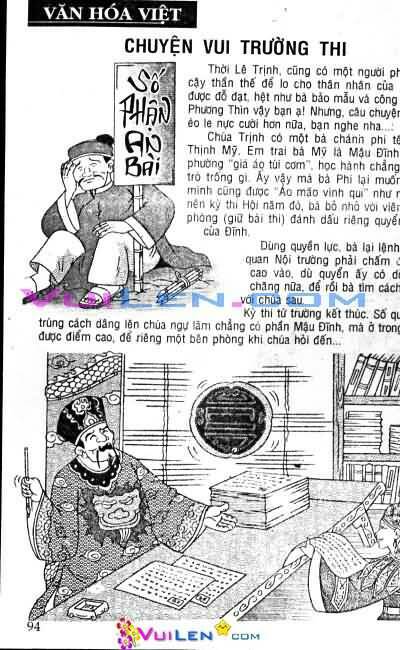 VĂN HÓA VIỆT
CHUYỆN VUI TRƯỜNG THI
SỐ
PHẬN
AN
BÀI
Thời Lê Trịnh, cũng có một người
cậy thần thế để lo cho thân nhân của
được đỗ đạt, hệt như bà bảo mẫu và công
Phương Thìn vậy bạn ạ! Nhưng, câu chuyện
éo le nực cười hơn nữa, bạn nghe nha...:
Chúa Trịnh có một bà chánh phi tê
Thịnh Mỹ. Em trai bà Mỹ là Mậu Đĩnh
phường "giá áo túi cơm", học hành chẳng
trò trống gì. Ấy vậy mà bà Phi lại muốn
mình cũng được "Áo mão vinh qui" như
nên kỳ thi Hội năm đó, bà bỏ nhỏ với viên
phòng (giữ bài thi) đánh dấu riêng quyển
của Đĩnh.
Dùng quyền lực, bà lại lệnh
quan Nội trường phải chấm
cao vào, dù quyển ấy có dở
chăng nữa, để rồi bà tìm cách
với chúa sau.
Kỳ thi tứ trường kết thúc. Số qu
trúng cách dâng lên chúa ngự lãm chẳng có phần Mậu Đĩnh, mà ở trong
được điểm cao, để riêng một bên phòng khi chúa hỏi đến...
VUILEN.COM
94
VUILEN.COM